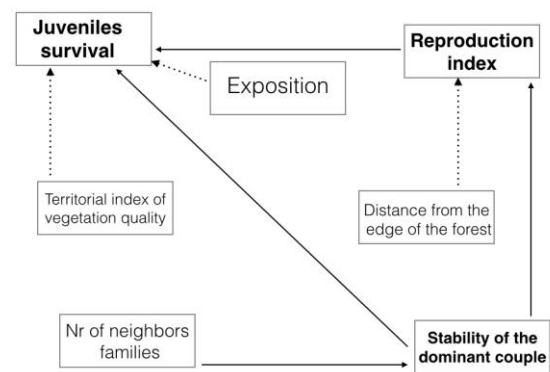 Juveniles
survival
Reproduction
index
Exposition
Territorial index of
vegetation quality
Distance from the
edge of the forest
Nr of neighbors
families
Stability of the
dominant couple